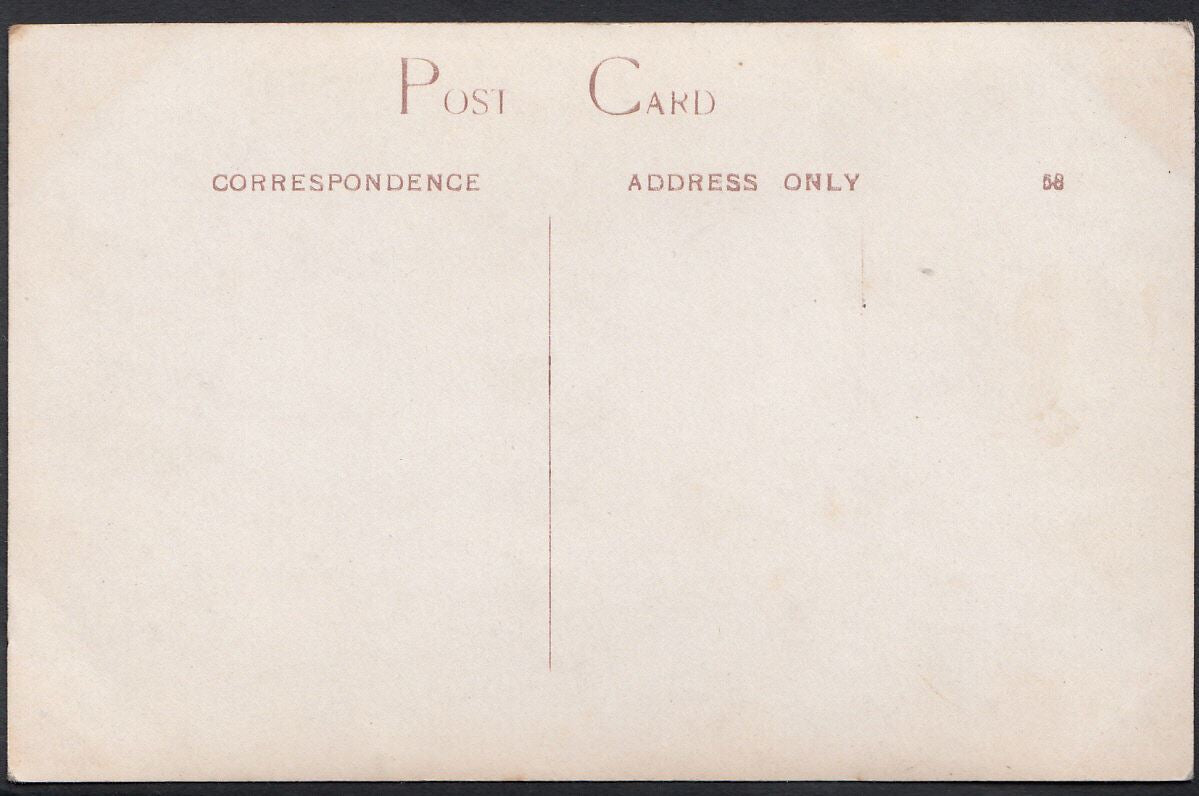 POST CARD
CORRESPONDENCE ADDRESS ONLY 58